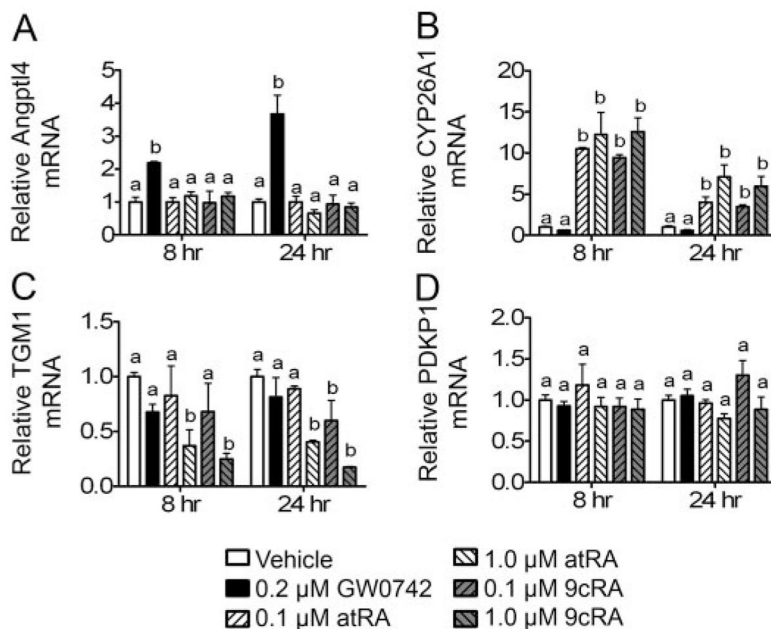 A
Relative Angptl4
mRNA
5
4
3
2
1
0
a b a a a a
a b a a a a
8 hr 24 hr
B
Relative CYP26A1
mRNA
20
15
10
5
0
a a b b b b
a a b b b b
8 hr 24 hr
C
Relative TGM1
mRNA
1.5
1.0
0.5
0.0
a a a b a b
a a a b b b
8 hr 24 hr
D
Relative PDKP1
mRNA
2.0
1.5
1.0
0.5
0.0
a a a a a a
a a a a a a
8 hr 24 hr
Vehicle
0.2 µM GW0742
0.1 µM atRA
1.0 µM atRA
0.1 µM 9cRA
1.0 µM 9cRA